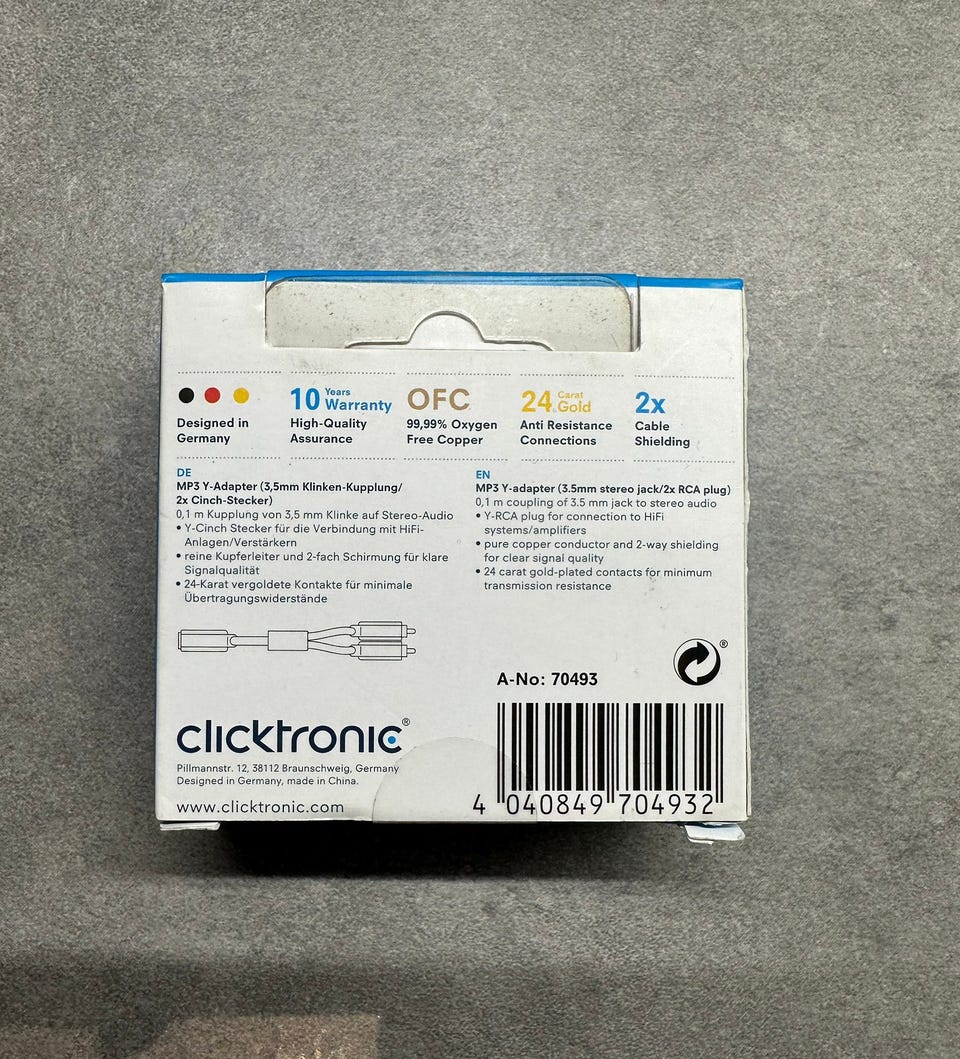 Designed in
Germany
10 Years Warranty
High-Quality
Assurance
OFC
99,99% Oxygen
Free Copper
24 Carat Gold
Anti Resistance
Connections
2x
Cable
Shielding
DE
MP3 Y-Adapter (3,5mm Klinken-Kupplung/
2x Cinch-Stecker)
0,1 m Kupplung von 3,5 mm Klinke auf Stereo-Audio
• Y-Cinch Stecker für die Verbindung mit HiFi-
Anlagen/Verstärkern
• reine Kupferleiter und 2-fach Schirmung für klare
Signalqualität
• 24-Karat vergoldete Kontakte für minimale
Übertragungswiderstände
EN
MP3 Y-adapter (3.5mm stereo jack/2x RCA plug)
0,1 m coupling of 3.5 mm jack to stereo audio
• Y-RCA plug for connection to HiFi
systems/amplifiers
• pure copper conductor and 2-way shielding
for clear signal quality
• 24 carat gold-plated contacts for minimum
transmission resistance
®
A-No: 70493
clicktronic®
Pillmannstr. 12, 38112 Braunschweig, Germany
Designed in Germany, made in China.
www.clicktronic.com
4 040849 704932